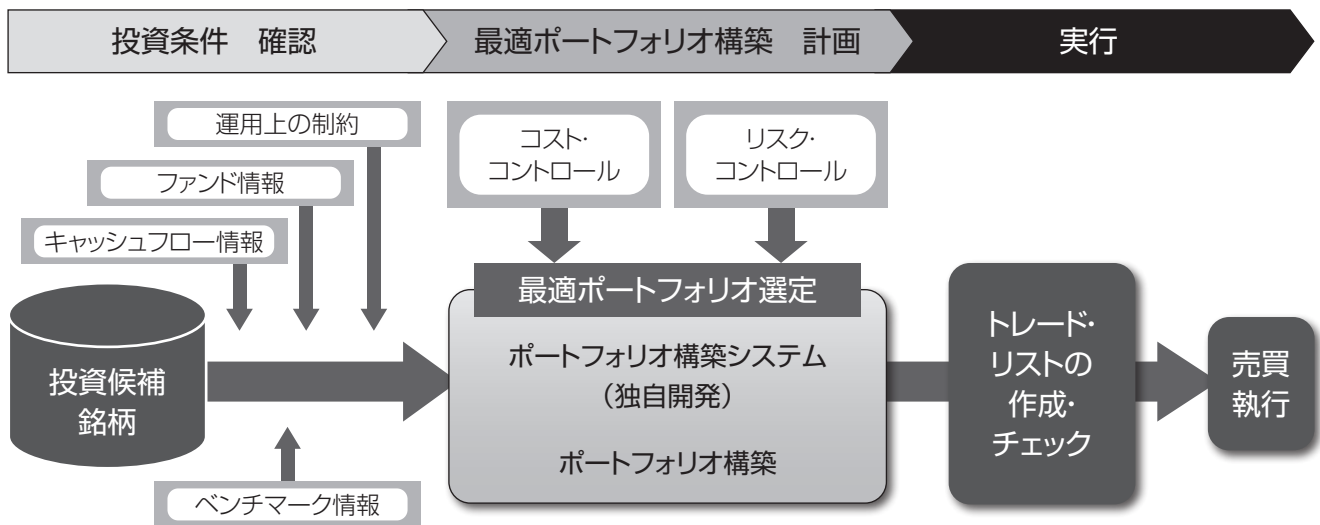 投資条件　確認
最適ポートフォリオ構築　計画
実行
運用上の制約
ファンド情報
キャッシュフロー情報
投資候補
銘柄
ベンチマーク情報
コスト・
コントロール
リスク・
コントロール
最適ポートフォリオ選定
ポートフォリオ構築システム
（独自開発）
ポートフォリオ構築
トレード・
リストの
作成・
チェック
売買
執行